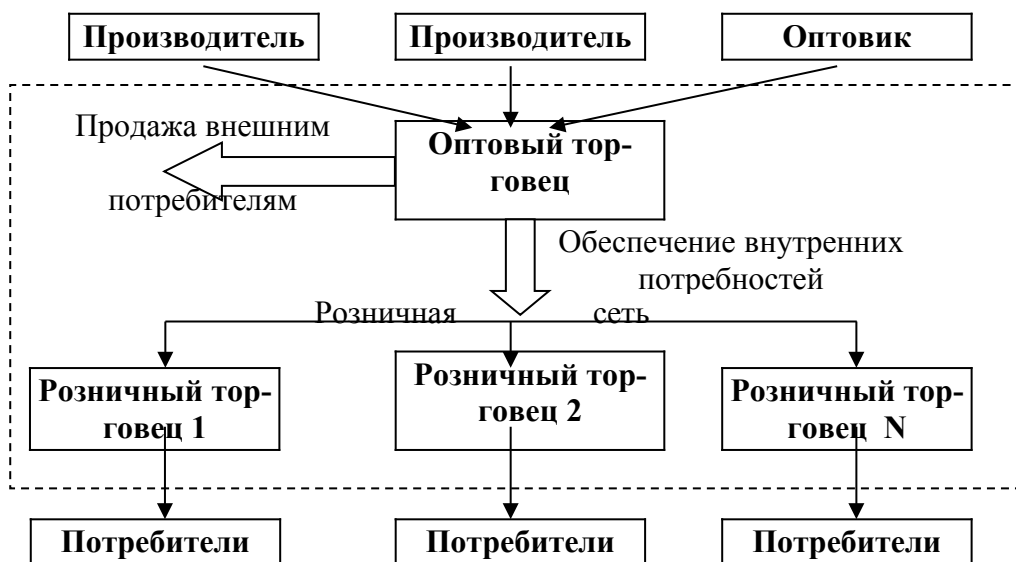 Производитель
Производитель
Оптовик
Продажа внешним
потребителям
Оптовый тор-
говец
Обеспечение внутренних
потребностей
Розничная сеть
Розничный тор-
говец 1
Розничный тор-
говец 2
Розничный тор-
говец N
Потребители
Потребители
Потребители